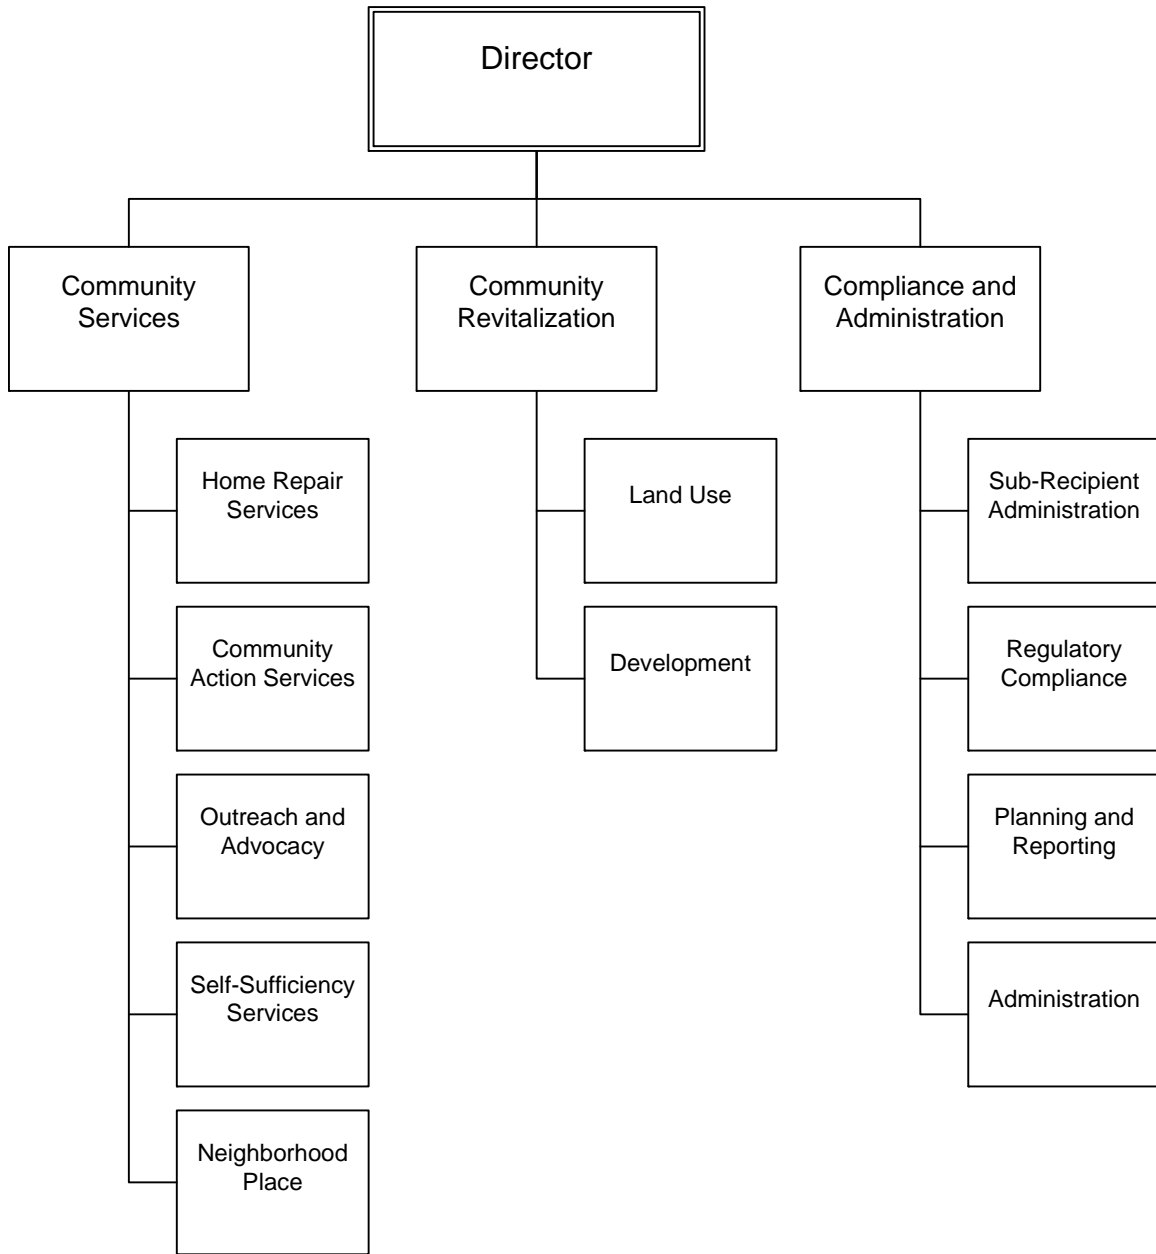 Director
Community
Services
Community
Revitalization
Compliance and
Administration
Home Repair
Services
Community
Action Services
Outreach and
Advocacy
Self-Sufficiency
Services
Neighborhood
Place
Land Use
Development
Sub-Recipient
Administration
Regulatory
Compliance
Planning and
Reporting
Administration